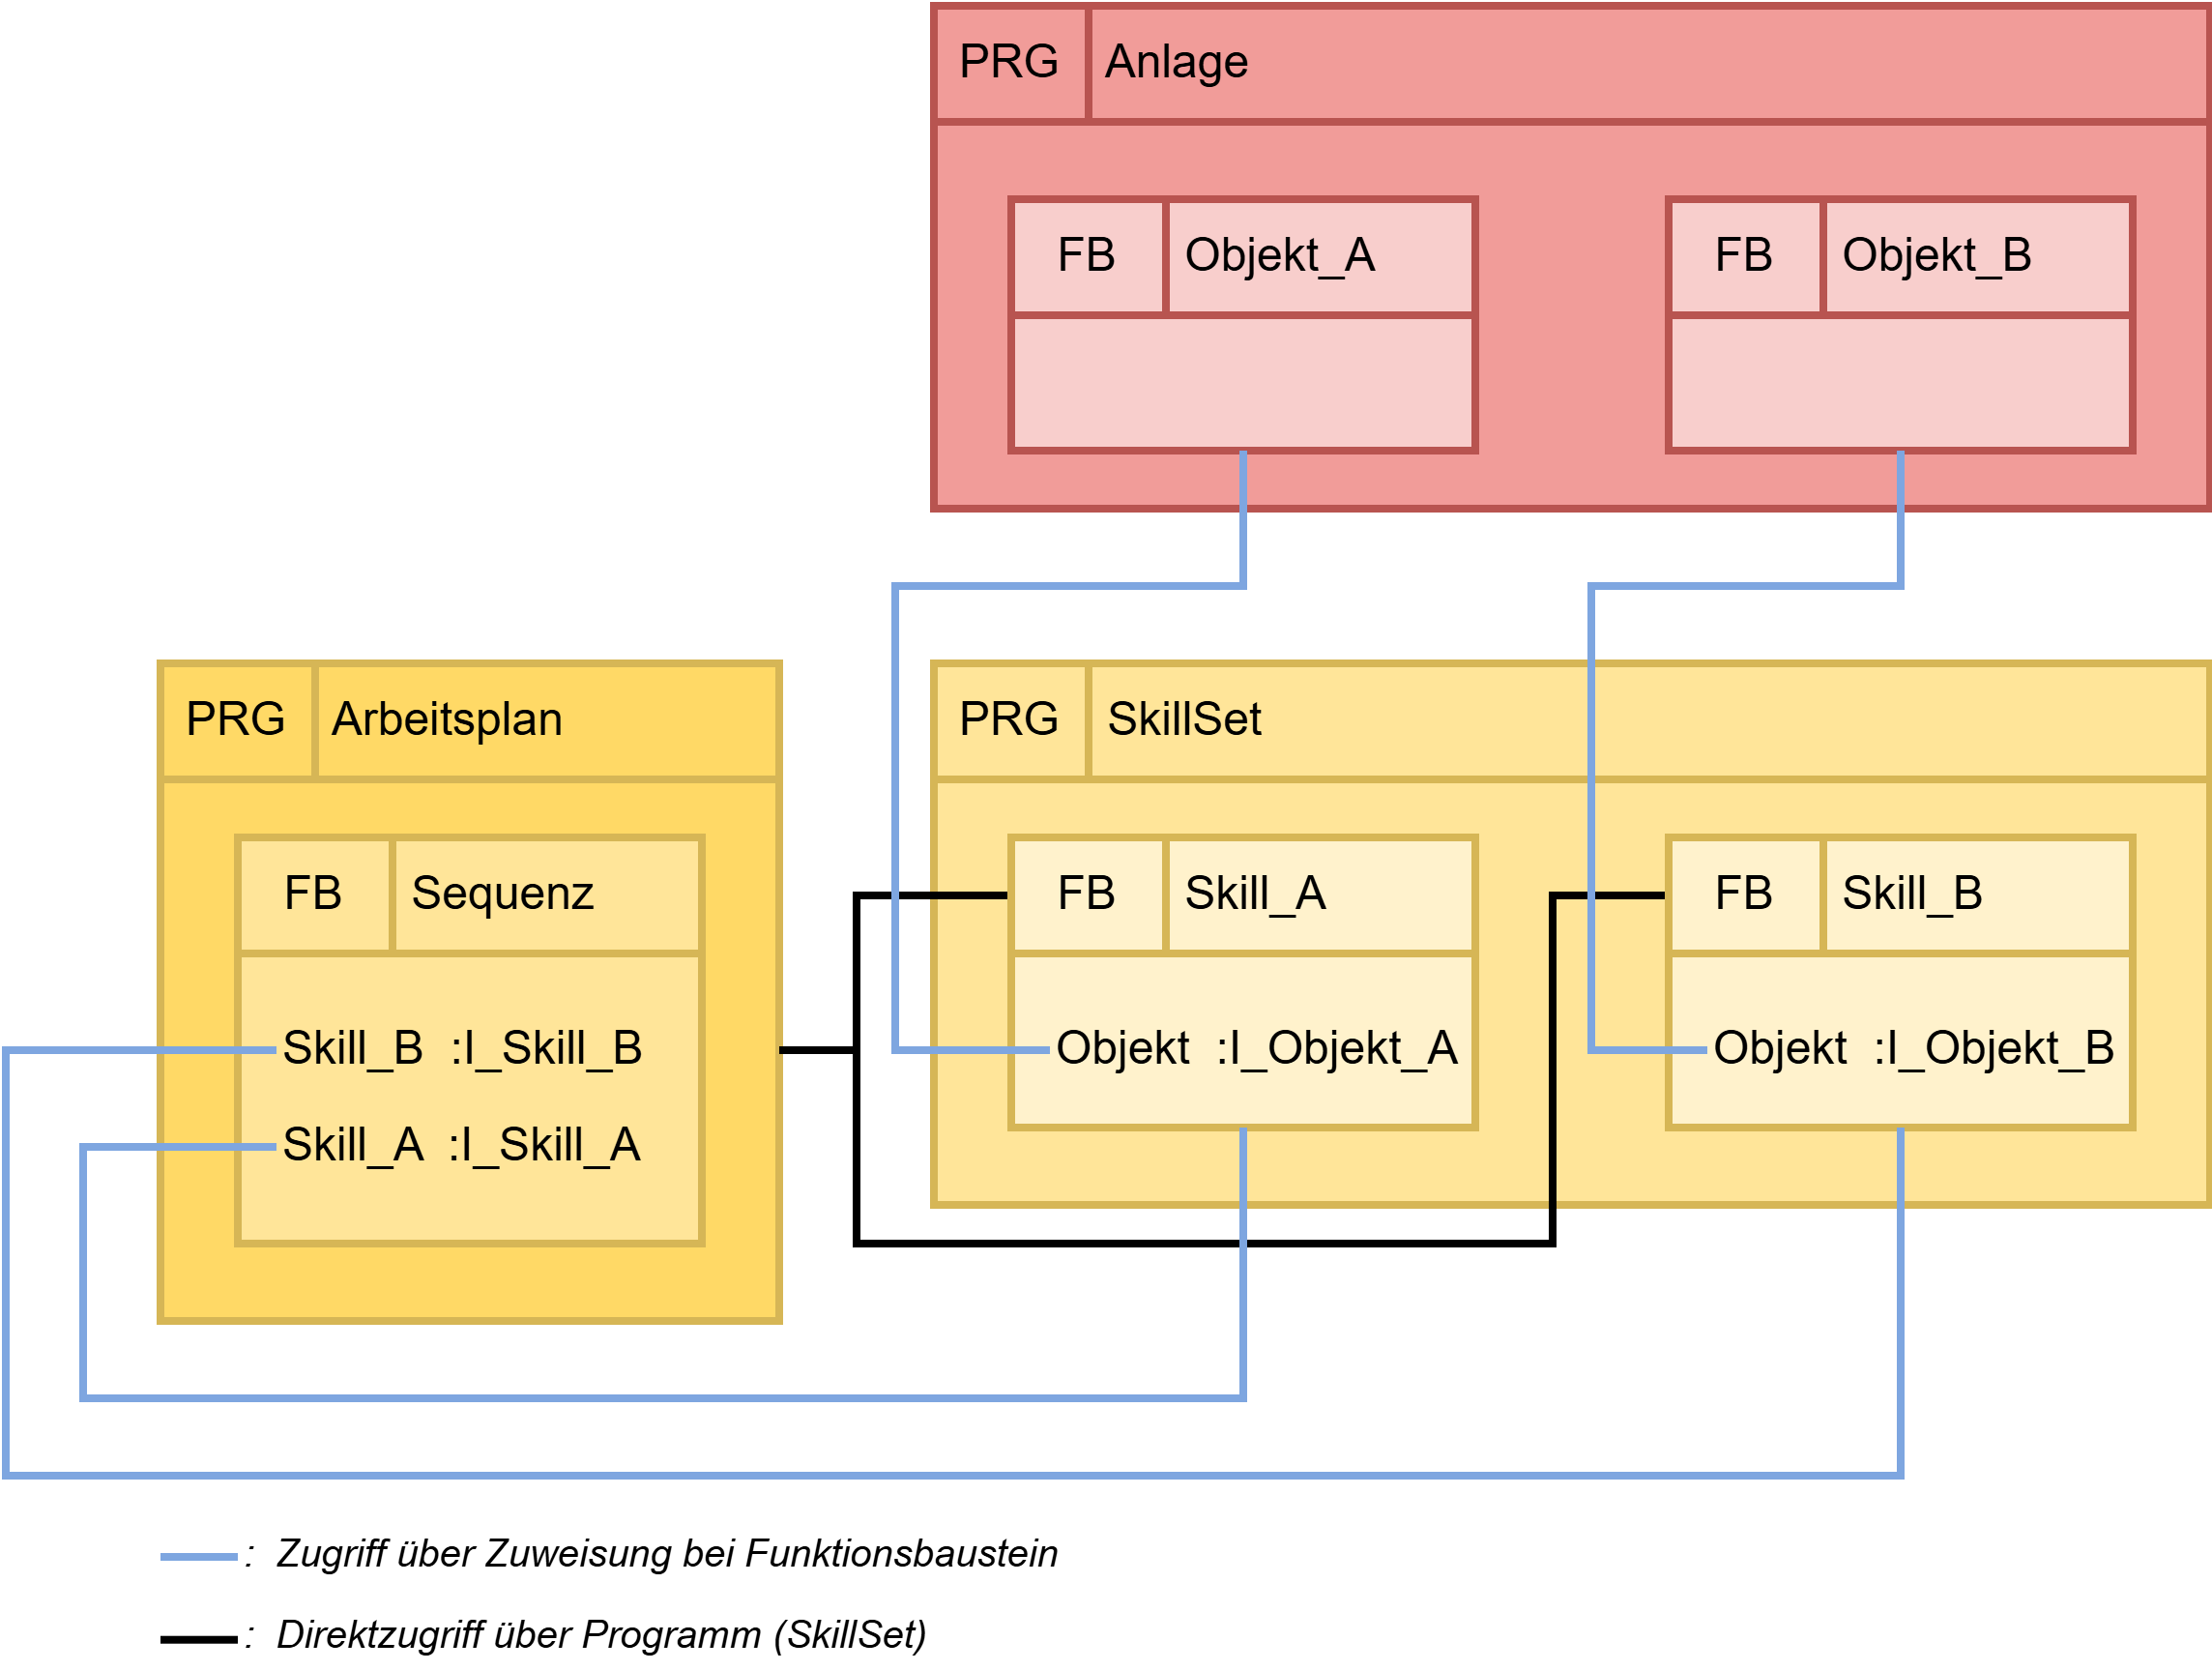 PRG Anlage
FB Objekt_A
FB Objekt_B
PRG Arbeitsplan
FB Sequenz
Skill_B :I_Skill_B
Skill_A :I_Skill_A
PRG SkillSet
FB Skill_A
Objekt :I_Objekt_A
FB Skill_B
Objekt :I_Objekt_B
: Zugriff über Zuweisung bei Funktionsbaustein
: Direktzugriff über Programm (SkillSet)